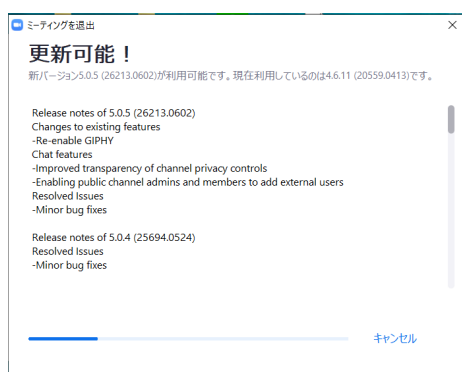 ミーティングを退出
更新可能！
新バージョン5.0.5 (26213.0602)が利用可能です。現在利用しているのは4.6.11 (20559.0413)です。
Release notes of 5.0.5 (26213.0602)
Changes to existing features
-Re-enable GIPHY
Chat features
-Improved transparency of channel privacy controls
-Enabling public channel admins and members to add external users
Resolved Issues
-Minor bug fixes
Release notes of 5.0.4 (25694.0524)
Resolved Issues
-Minor bug fixes
キャンセル